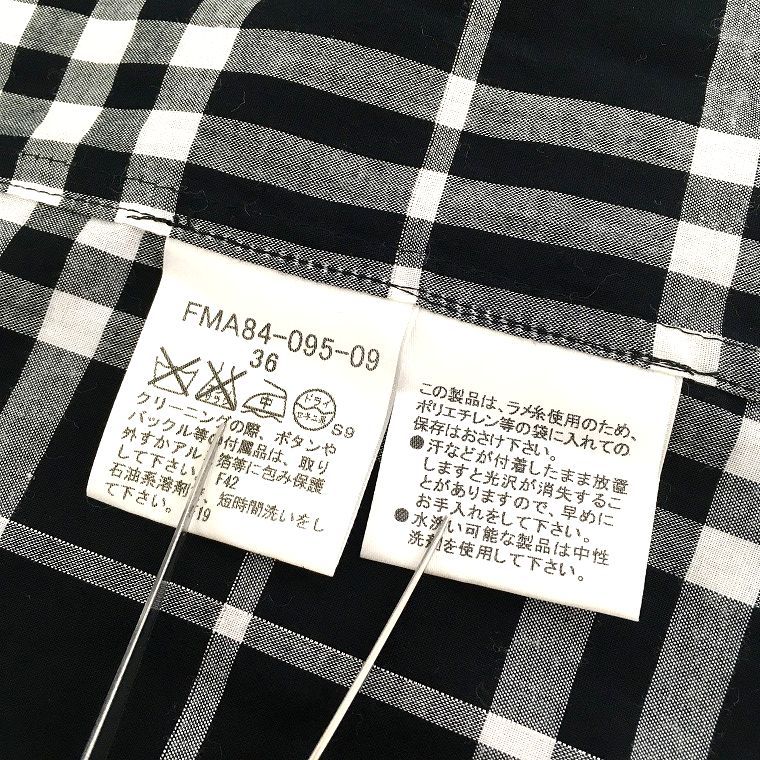 FMA84-095-09
36
ドライ
セキユ系
S9
クリーニングの際、ボタンや
バックル等の付属品は、取り
外すかアル 箔等に包み保護
して下さい F42
石油系溶剤 、短時間洗いをし
19
この製品は、ラメ糸使用のため、
ポリエチレン等の袋に入れての
保存はおさけ下さい。
●汗などが付着したまま放置
しますと光沢が消失するこ
とがありますので、早めに
お手入れをして下さい。
●水洗い可能な製品は中性
洗剤を使用して下さい。